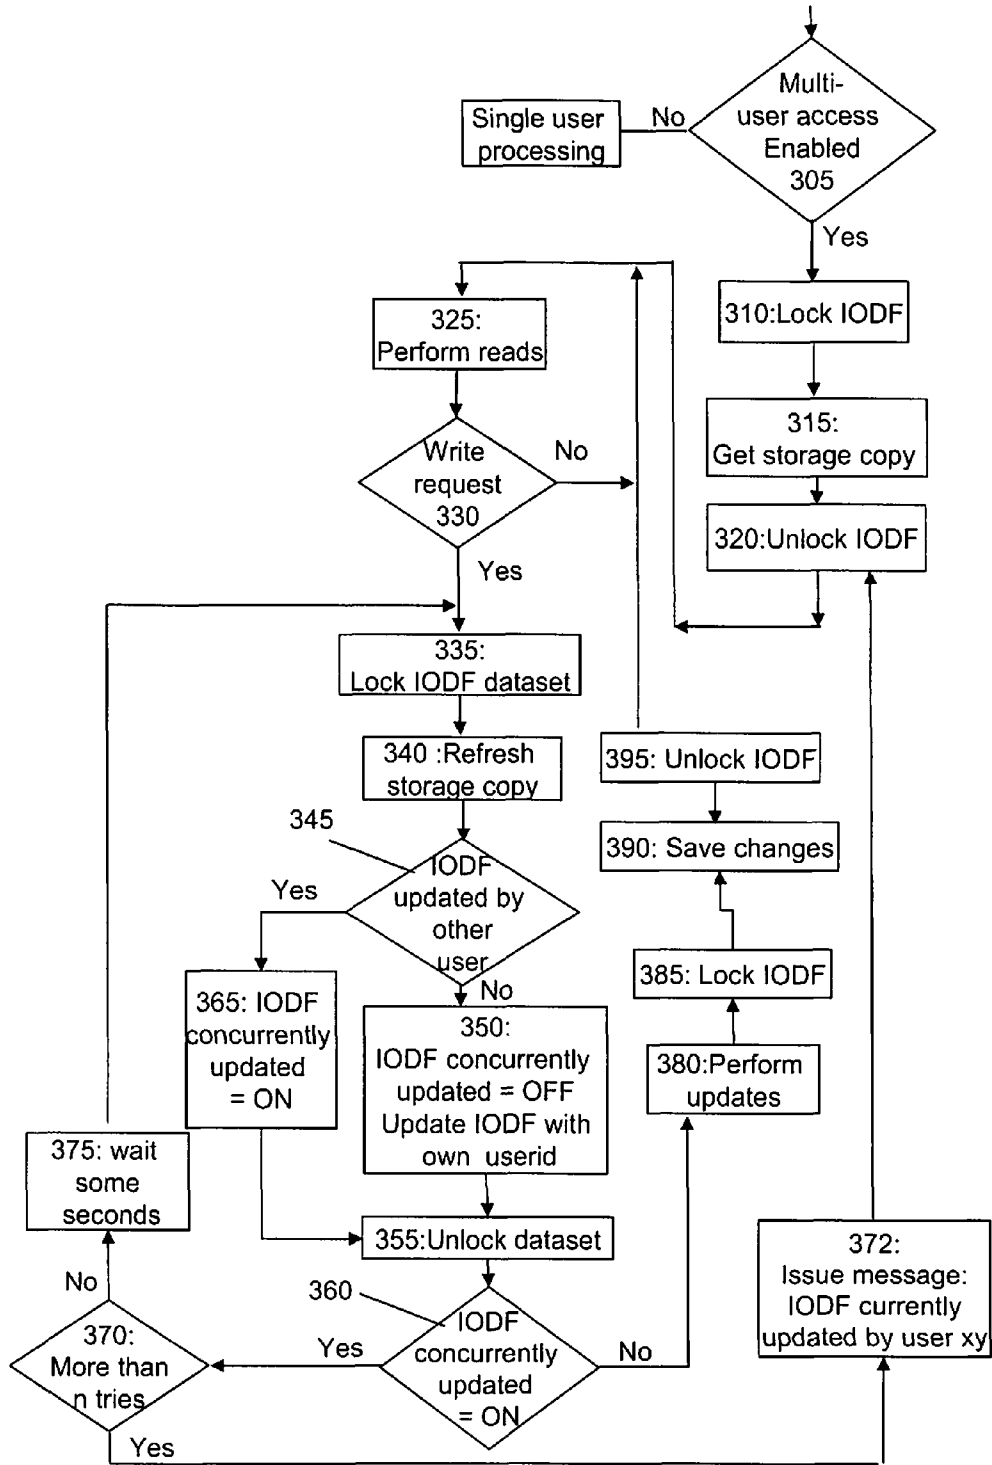 Multi-
user access
Enabled
305
No
Single user
processing
Yes
310:Lock IODF
315:
Get storage copy
320:Unlock IODF
325:
Perform reads
Write
request
330
No
Yes
335:
Lock IODF dataset
340 :Refresh
storage copy
345
IODF
updated by
other
user
Yes
No
365: IODF
concurrently
updated
= ON
350:
IODF concurrently
updated = OFF
Update IODF with
own userid
355:Unlock dataset
360
IODF
concurrently
updated
= ON
Yes
No
370:
More than
n tries
No
Yes
375: wait
some
seconds
372:
Issue message:
IODF currently
updated by user xy
380:Perform
updates
385: Lock IODF
390: Save changes
395: Unlock IODF